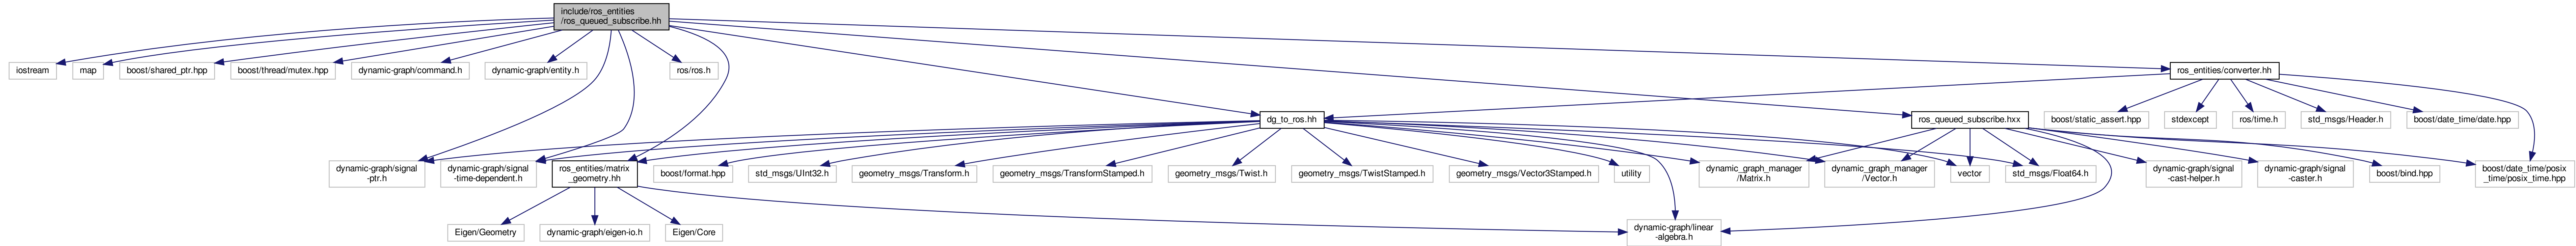 include/ros_entities
/ros_queued_subscribe.hh
iostream
map
boost/shared_ptr.hpp
boost/thread/mutex.hpp
dynamic-graph/command.h
dynamic-graph/entity.h
ros/ros.h
ros_entities/converter.hh
dg_to_ros.hh
ros_queued_subscribe.hxx
boost/static_assert.hpp
stdexcept
ros/time.h
std_msgs/Header.h
boost/date_time/date.hpp
dynamic-graph/signal
-ptr.h
dynamic-graph/signal
-time-dependent.h
ros_entities/matrix
_geometry.hh
boost/format.hpp
std_msgs/UInt32.h
geometry_msgs/Transform.h
geometry_msgs/TransformStamped.h
geometry_msgs/Twist.h
geometry_msgs/TwistStamped.h
geometry_msgs/Vector3Stamped.h
utility
dynamic_graph_manager
/Matrix.h
dynamic_graph_manager
/Vector.h
vector
std_msgs/Float64.h
dynamic-graph/signal
-cast-helper.h
dynamic-graph/signal
-caster.h
boost/bind.hpp
boost/date_time/posix
_time/posix_time.hpp
Eigen/Geometry
dynamic-graph/eigen-io.h
Eigen/Core
dynamic-graph/linear
-algebra.h